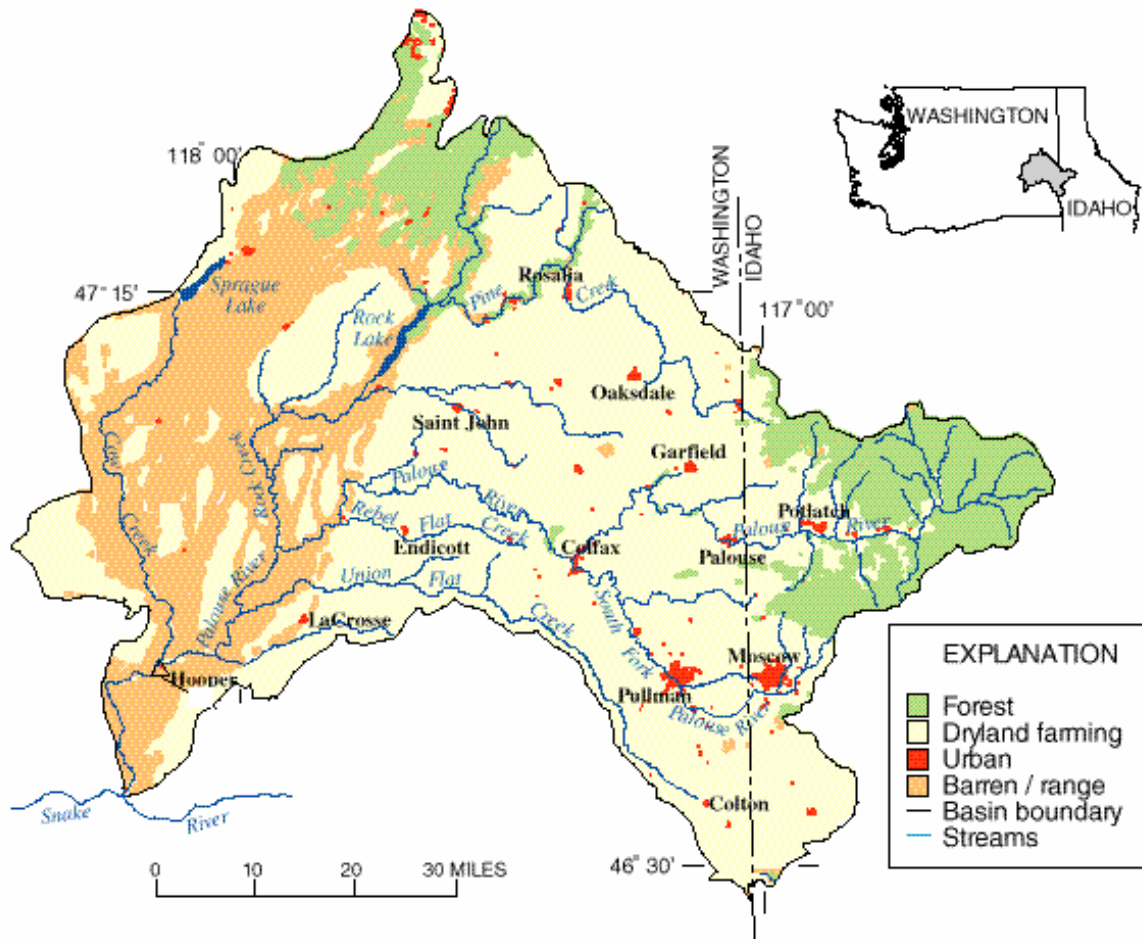 118° 00'
WASHINGTON
IDAHO
WASHINGTON
IDAHO
47° 15'
Sprague
Lake
Rock
Lake
Pine
Rosalia
Creek
117° 00'
Oaksdale
Saint John
Garfield
Cow
Creek
Rock Creek
Palouse
River
Rebel
Flat
Creek
Endicott
Colfax
Potlatch
Palouse
River
Palouse
Union
Flat
Creek
Palouse River
LaCrosse
South
Fork
Palouse River
Hooper
Pullman
Moscow
Colton
Snake
River
46° 30'
0
10
20
30 MILES
EXPLANATION
Forest
Dryland farming
Urban
Barren / range
Basin boundary
Streams